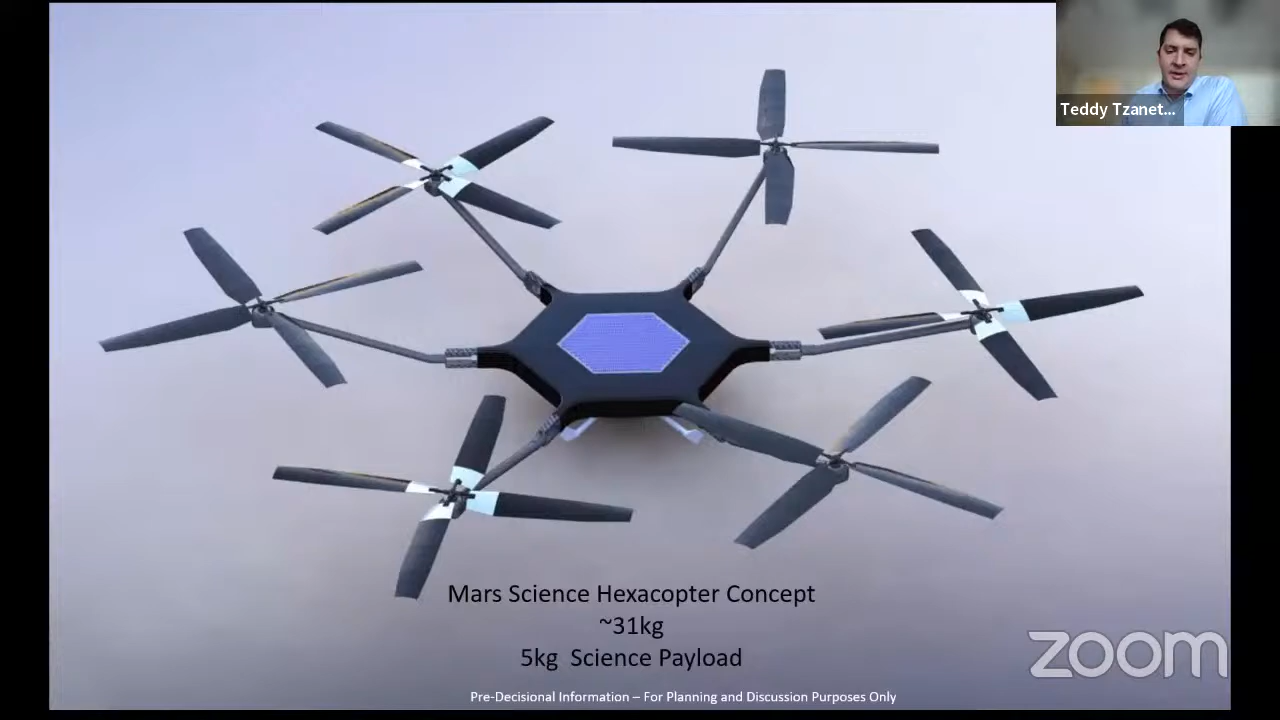 Teddy Tzanet...
Mars Science Hexacopter Concept
~31kg
5kg Science Payload
Pre-Decisional Information – For Planning and Discussion Purposes Only
zoom